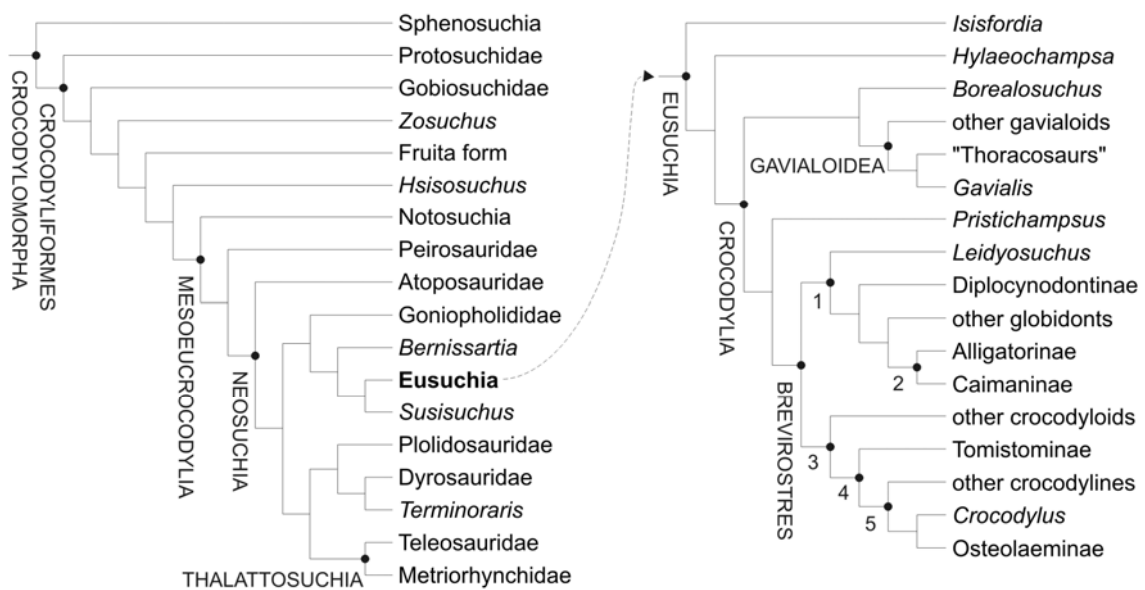 Sphenosuchia
Protosuchidae
Gobiosuchidae
Zosuchus
Fruita form
Hsisosuchus
Notosuchia
Peirosauridae
Atoposauridae
Goniopholididae
Bernissartia
Eusuchia
Susisuchus
Plolidosauridae
Dyrosauridae
Terminoraris
Teleosauridae
Metriorhynchidae
CROCODYLOMORPHA
CROCODYLIFORMES
MESOEUCROCODYLIA
NEOSUCHIA
THALATTOSUCHIA
Isisfordia
Hylaeochampsa
Borealosuchus
other gavialoids
"Thoracosaurs"
Gavialis
Pristichampsus
Leidyosuchus
Diplocynodontinae
other globidonts
Alligatorinae
Caimaninae
other crocodyloids
Tomistominae
other crocodylines
Crocodylus
Osteolaeminae
EUSUCHIA
GAVIALOIDEA
CROCODYLIA
BREVIROSTRES
1
2
3
4
5